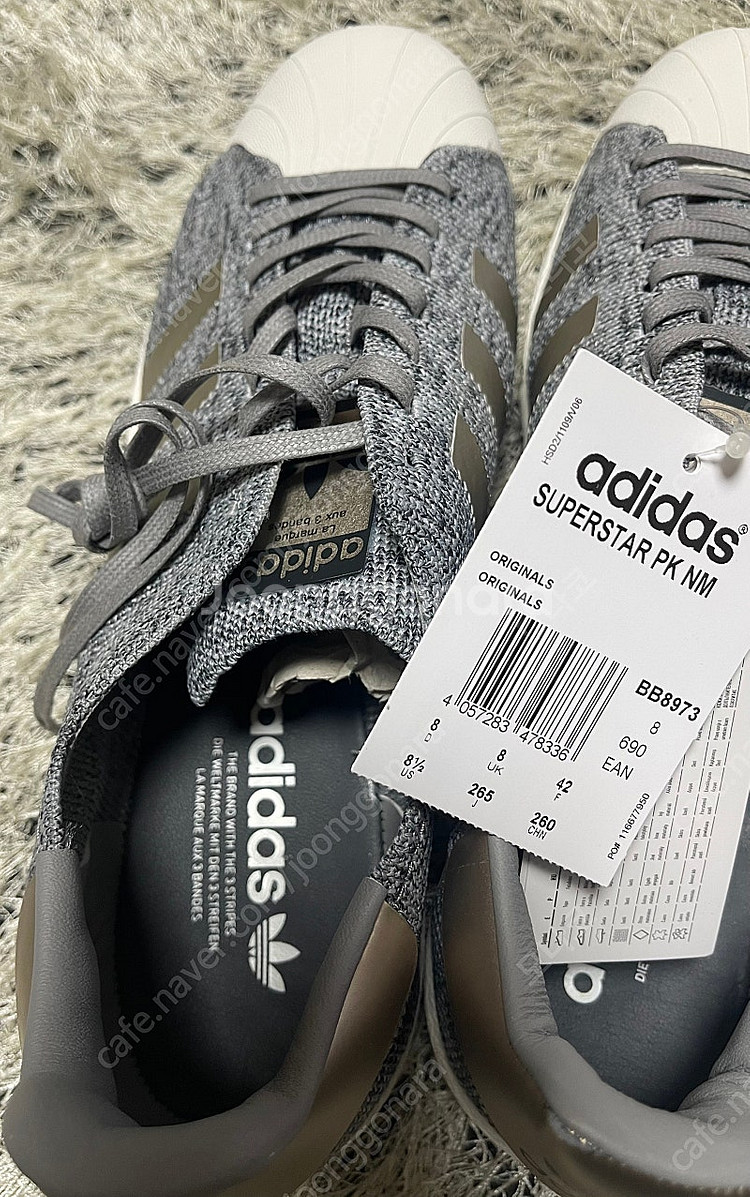 HSD2/1109A/06
adidas®
SUPERSTAR PK NM
ORIGINALS
ORIGINALS
BB8973
4 057283 478336
8
690
EAN
8
D
8
UK
42
F
8½
US
265
J
260
CHN
PO# 116677950
La marque
aux 3 bandes
adidas
adidas
THE BRAND WITH THE 3 STRIPES
DIE WELTMARKE MIT DEN 3 STREIFEN
LA MARQUE AUX 3 BANDES
DIE
cafe.naver.com/joonggonara
joonggonara